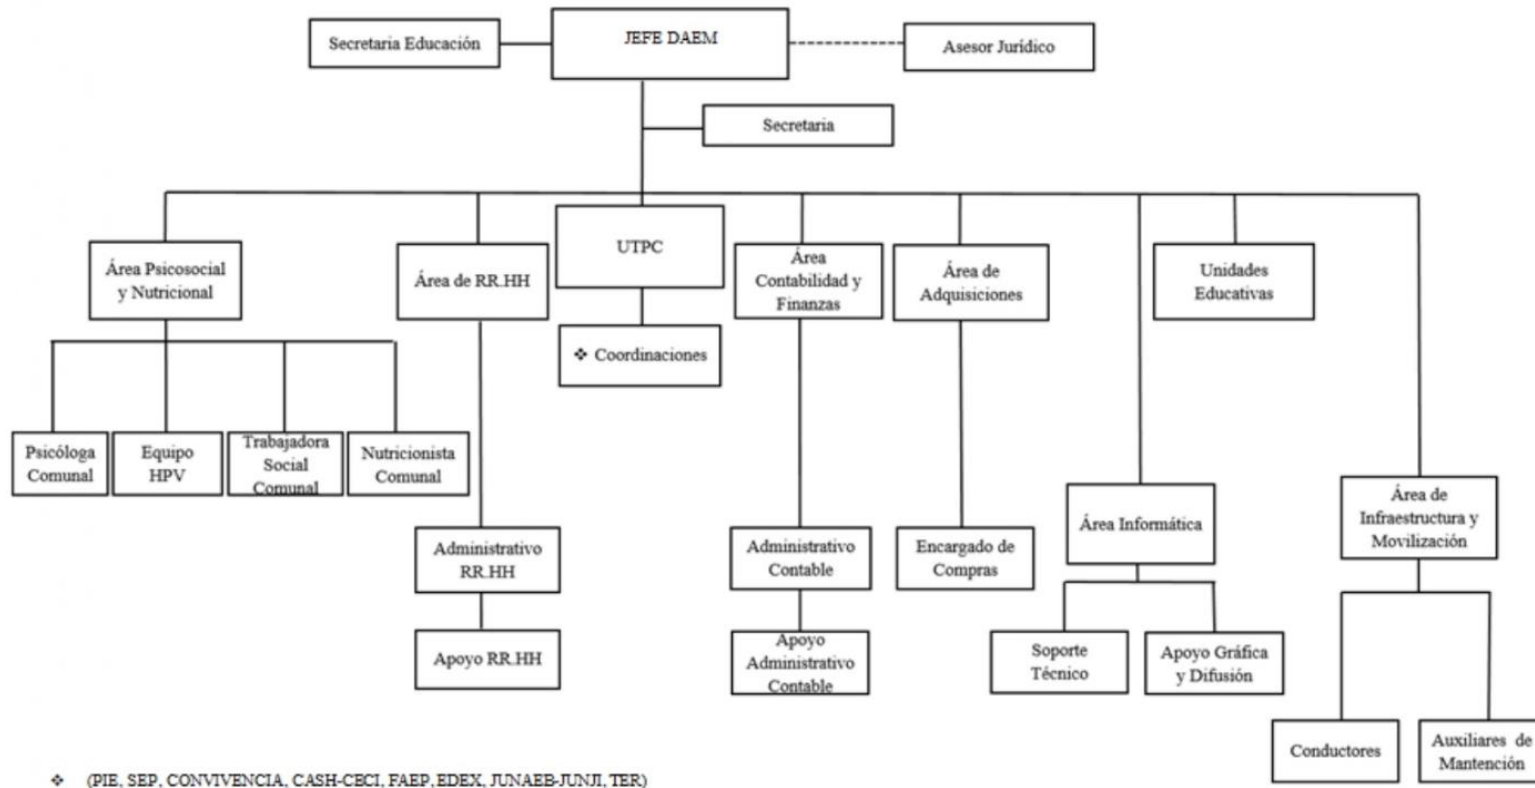 JEFE DAEM
Secretaria Educación
Asesor Jurídico
Secretaria
UTPC
Área Psicosocial
y Nutricional
Área de RR.HH
Área
Contabilidad y
Finanzas
Área de
Adquisiciones
Unidades
Educativas
❖ Coordinaciones
Psicóloga
Comunal
Equipo
HPV
Trabajadora
Social
Comunal
Nutricionista
Comunal
Área Informática
Área de
Infraestructura y
Movilización
Administrativo
RR.HH
Administrativo
Contable
Encargado de
Compras
Apoyo RR.HH
Apoyo
Administrativo
Contable
Soporte
Técnico
Apoyo Gráfica
y Difusión
Conductores
Auxiliares de
Mantención
❖ (PIE, SEP, CONVIVENCIA, CASH-CECI, FAEP, EDEX, JUNAEB-JUNJI, TER)